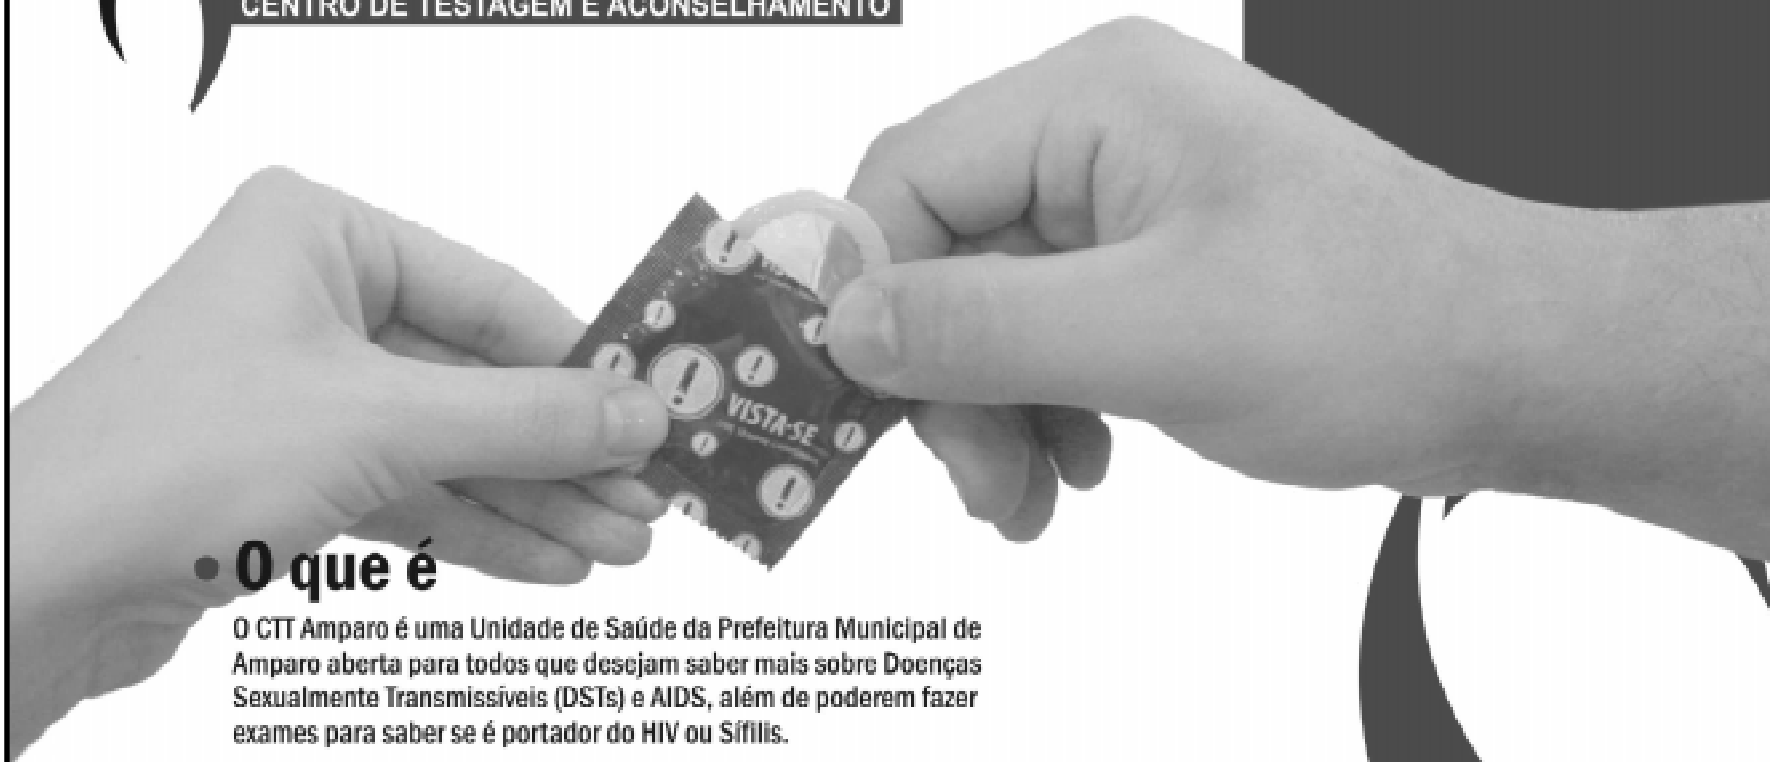 CENTRO DE TESTAGEM E ACONSELHAMENTO
VISTA-SE
O que é
O CTT Amparo é uma Unidade de Saúde da Prefeitura Municipal de
Amparo aberta para todos que desejam saber mais sobre Doenças
Sexualmente Transmissíveis (DSTs) e AIDS, além de poderem fazer
exames para saber se é portador do HIV ou Sífilis.